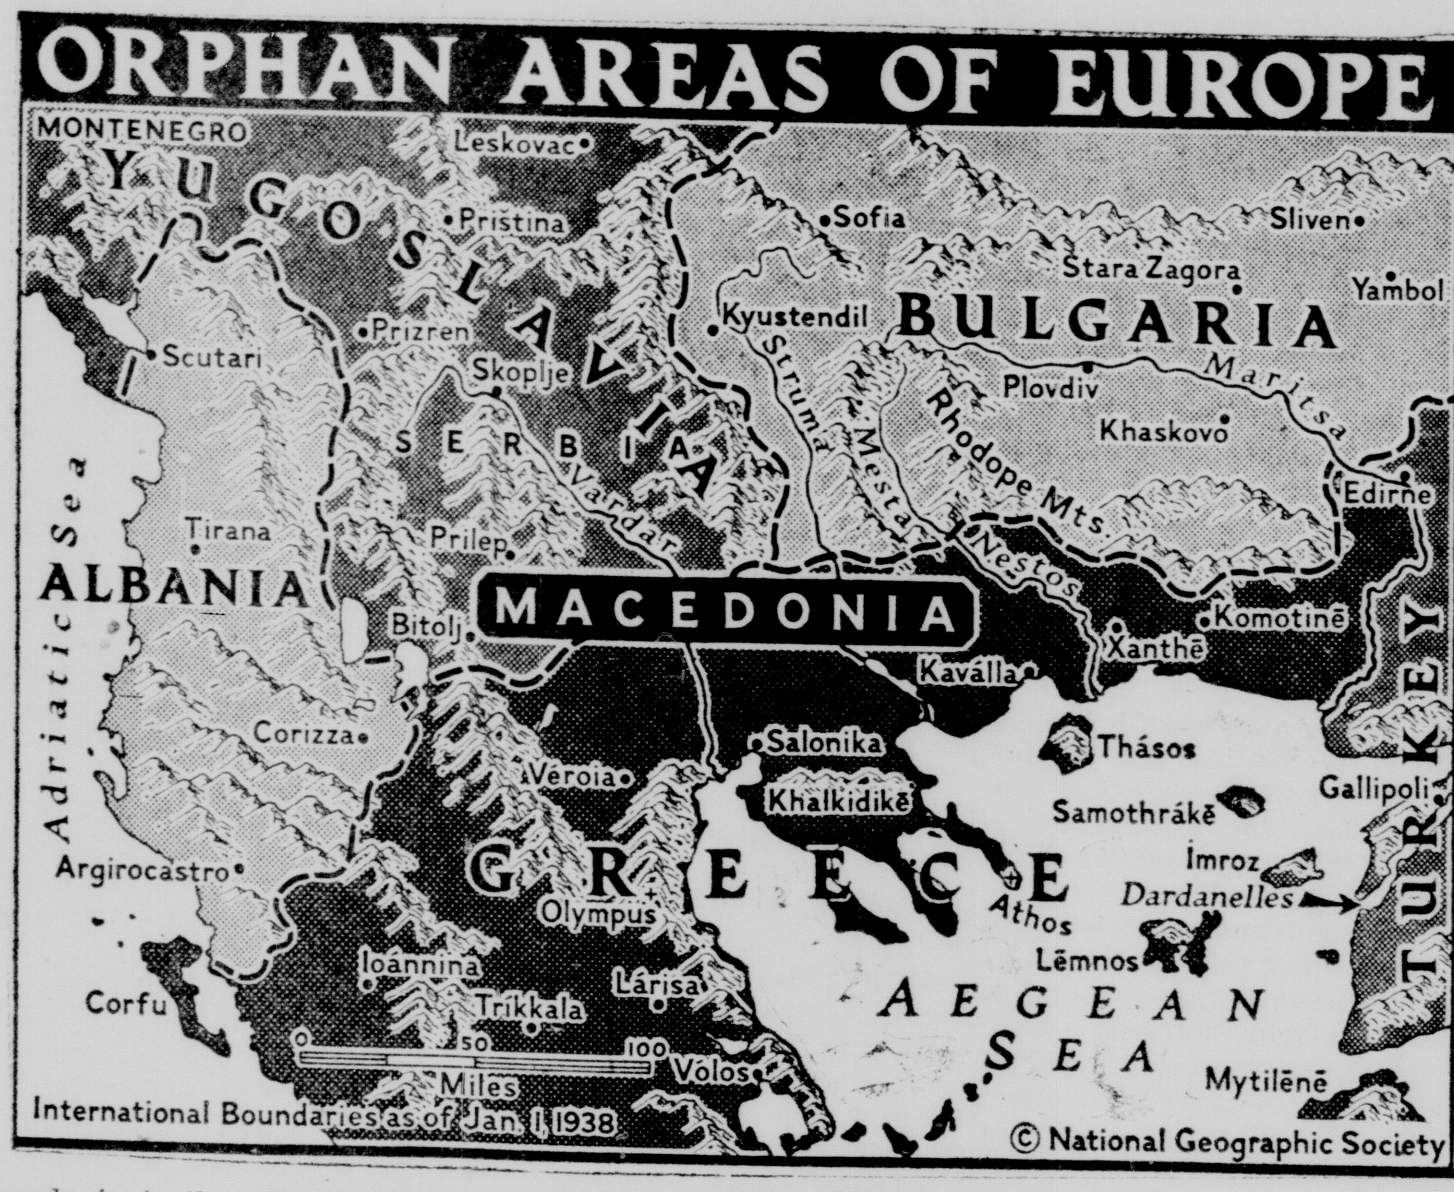 ORPHAN AREAS OF EUROPE
MONTENEGRO
Leskovac
YUGOSLAVIA
Pristina
Sofia
Sliven
Stara Zagora
Yambol
BULGARIA
Kyustendil
Prizren
Scutari
Skoplje
Struma
Plovdiv
Maritsa
Mesta
Rhodope Mts
Khaskovo
SERBIA
Vardar
Edirne
Adriatic Sea
Tirana
Prilep
Nestos
ALBANIA
MACEDONIA
Bitolj
Komotinē
Xanthē
Kaválla
TURKEY
Corizza
Salonika
Thásos
Véroia
Khalkidikē
Gallipoli
Samothrákē
GREECE
Imroz
Argirocastro
Dardanelles
Olympus
Athos
Lēmnos
Ioánnina
Lárisa
Corfu
Tríkkala
AEGEAN
SEA
0 50 100
Miles
Vólos
Mytilēnē
International Boundaries as of Jan. 1, 1938
© National Geographic Society